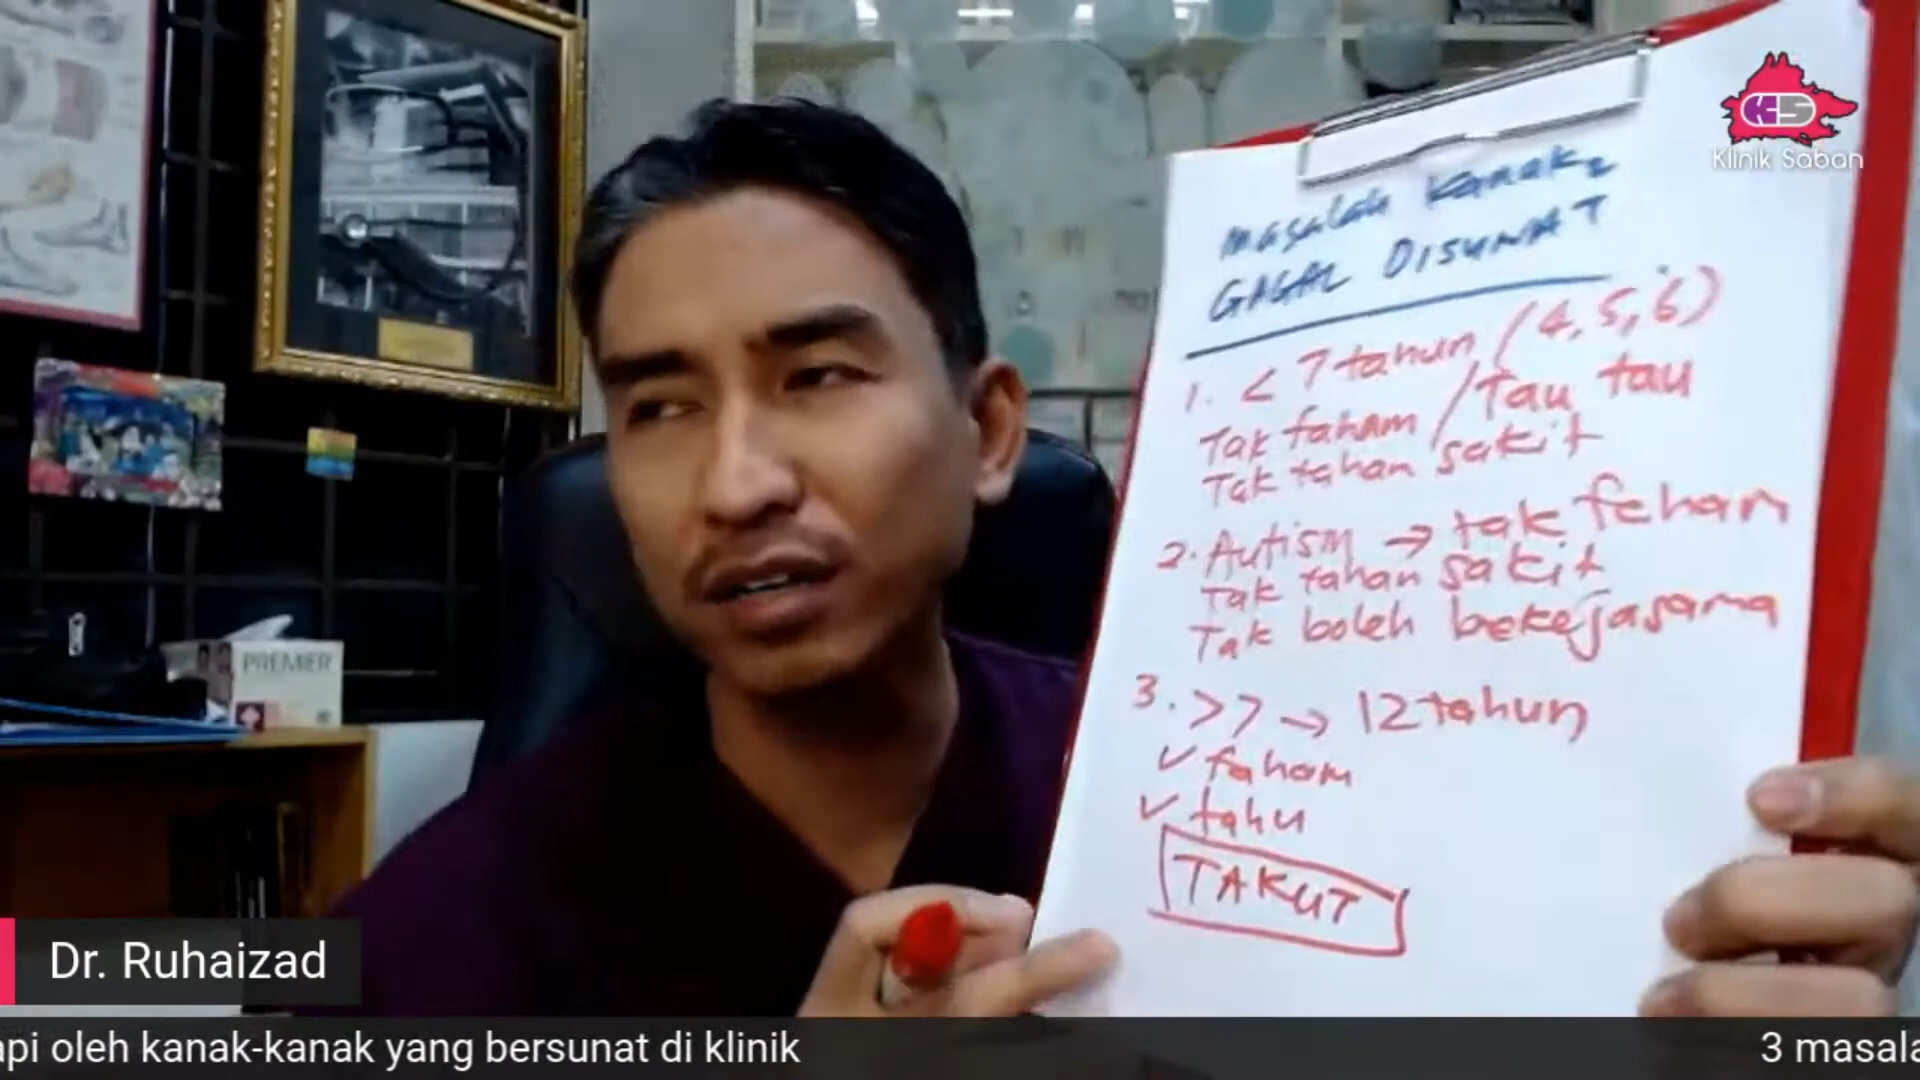 KS
Klinik Saban
Masalah kanak2
GAGAL DISUNAT
1. < 7 tahun (4, 5, 6)
Tak faham / Tau tau
Tak tahan sakit
2. Autism → tak feham
Tak tahan sakit
Tak boleh bekerjasama
3. > 7 → 12 tahun
✓ faham
✓ tahu
TAKUT
PREMIER
Dr. Ruhaizad
api oleh kanak-kanak yang bersunat di klinik
3 masala